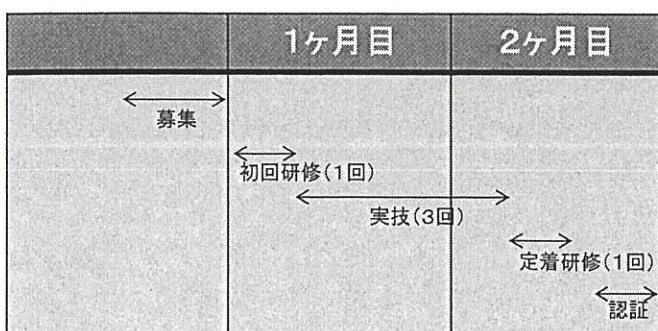 1ヶ月目
2ヶ月目
募集
初回研修(1回)
実技(3回)
定着研修(1回)
認証